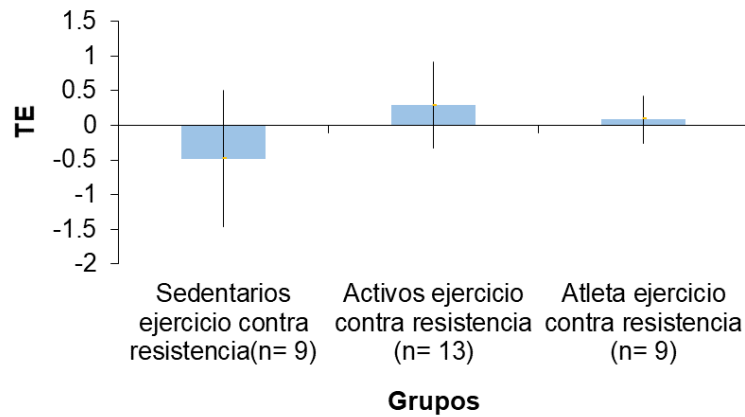 1.5
1
0.5
0
-0.5
-1
-1.5
-2
TE
Sedentarios
ejercicio contra
resistencia(n= 9)
Activos ejercicio
contra resistencia
(n= 13)
Atleta ejercicio
contra resistencia
(n= 9)
Grupos